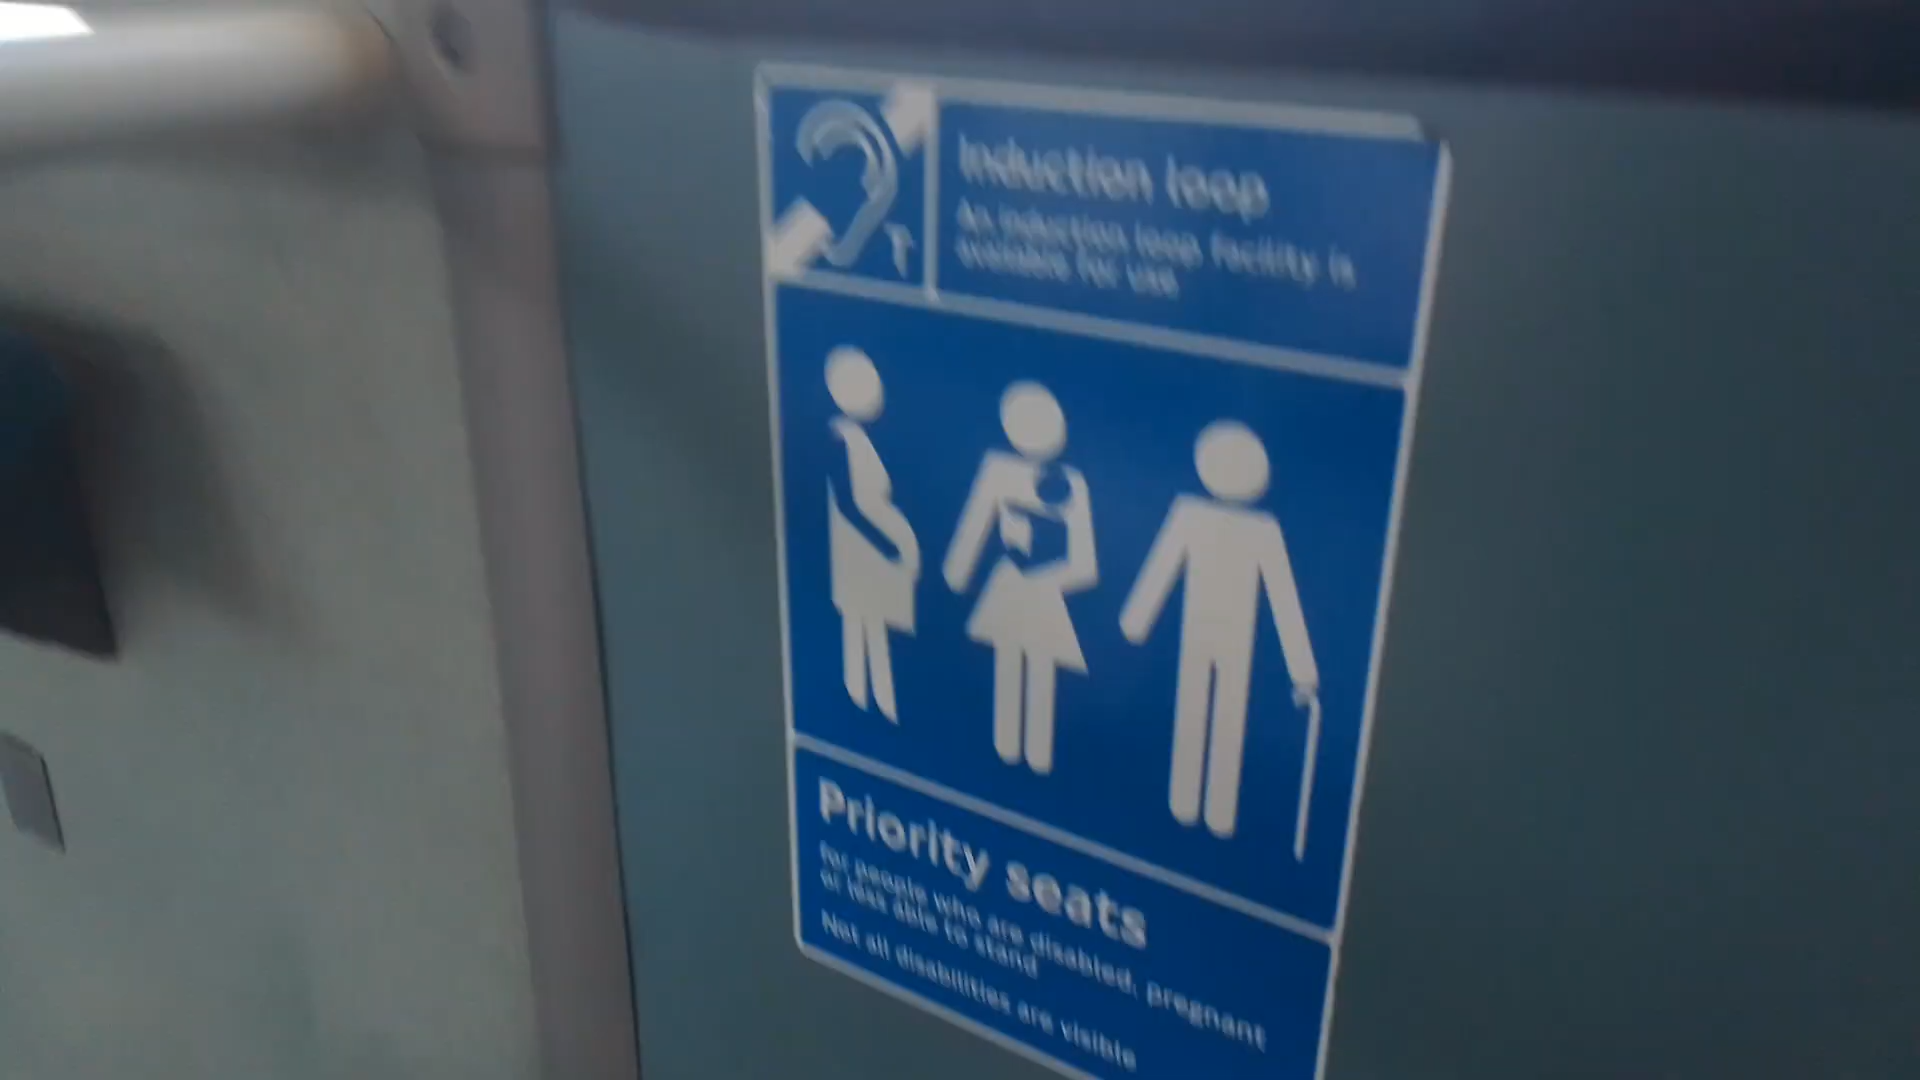 T
Induction loop
An induction loop facility is
available for use
Priority seats
For people who are disabled, pregnant
or less able to stand
Not all disabilities are visible